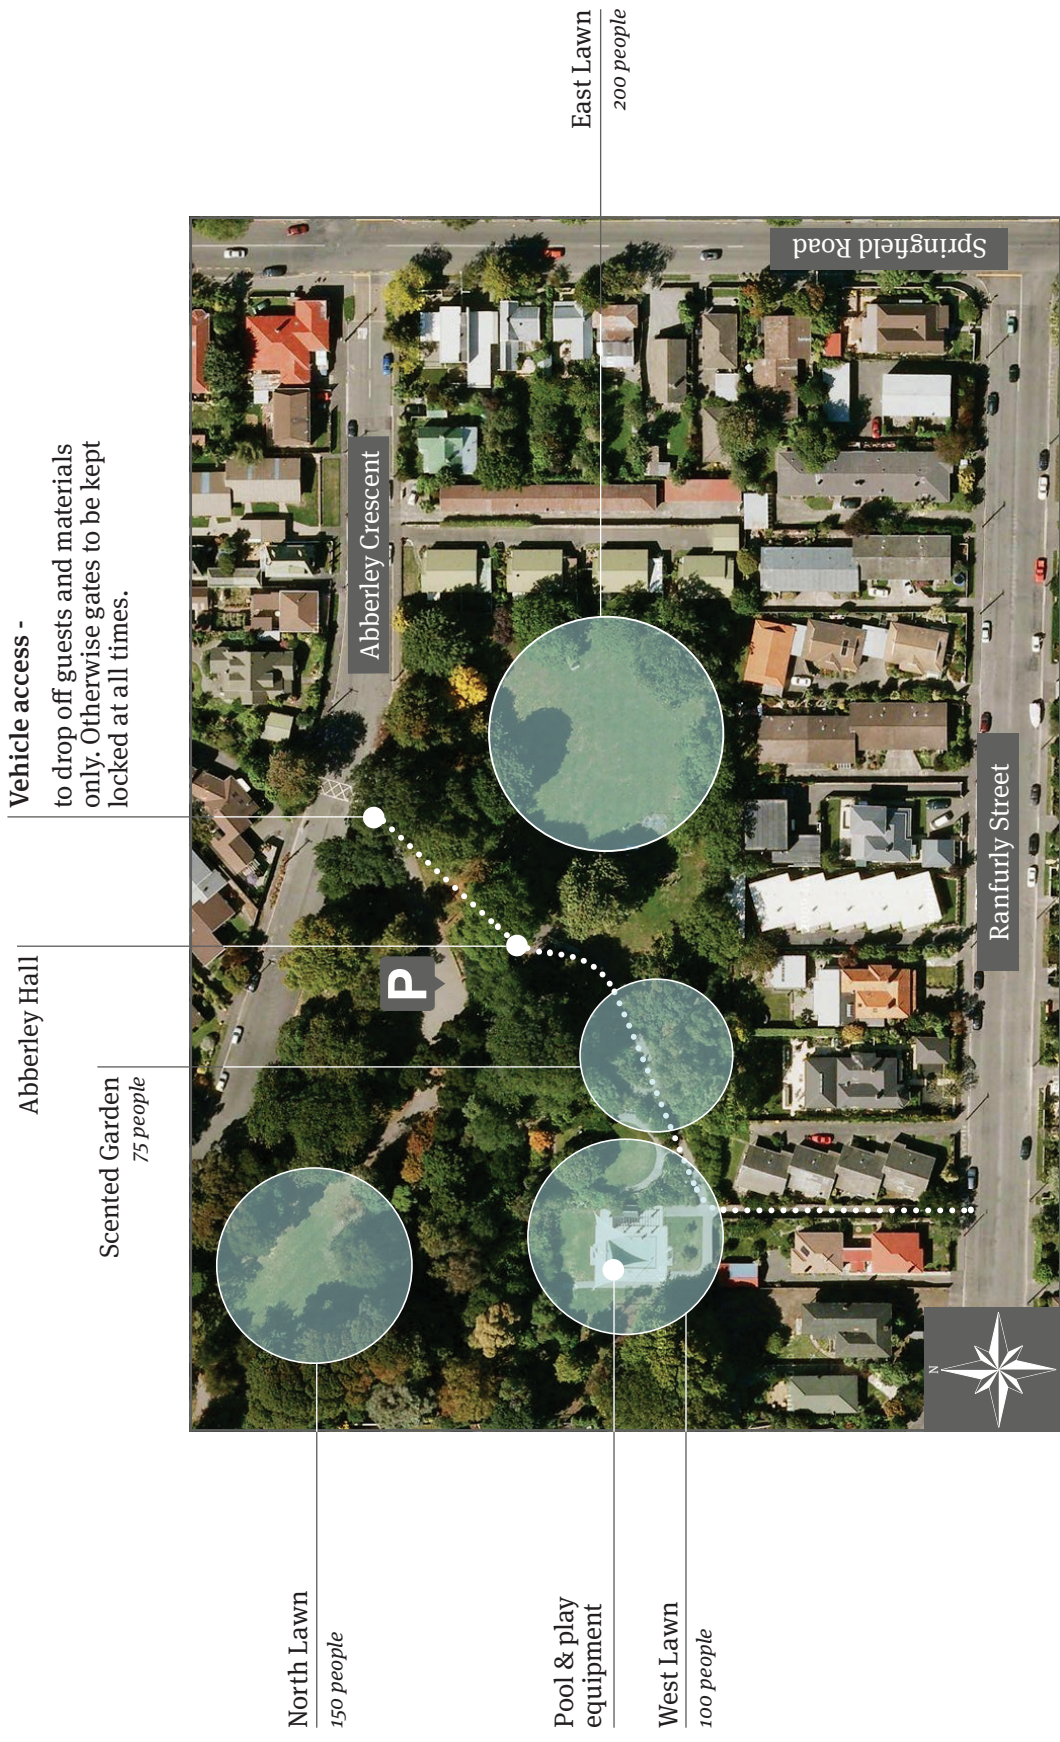 Vehicle access -
to drop off guests and materials
only. Otherwise gates to be kept
locked at all times.
Abberley Hall
Scented Garden
75 people
North Lawn
150 people
Pool & play
equipment
West Lawn
100 people
East Lawn
200 people
Abberley Crescent
P
Springfield Road
Ranfurly Street
N